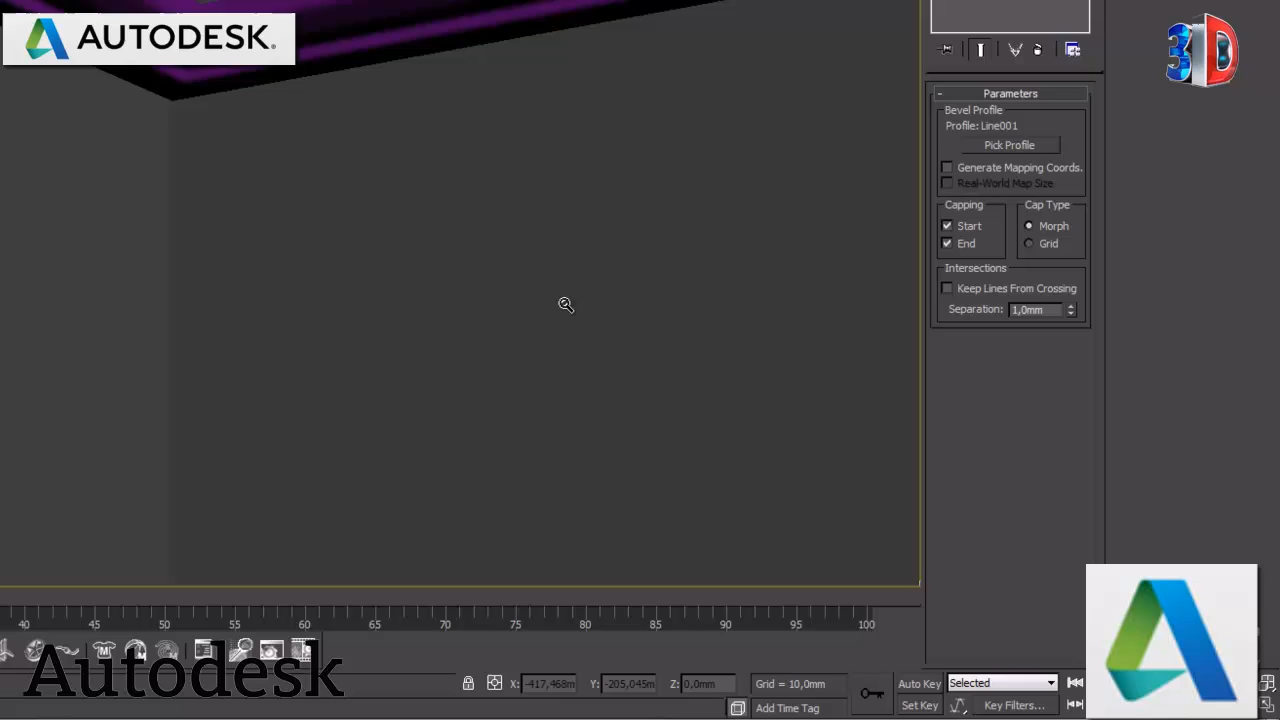 AUTODESK®
3D
- Parameters
Bevel Profile
Profile: Line001
Pick Profile
Generate Mapping Coords.
Real-World Map Size
Capping
Cap Type
Start
Morph
End
Grid
Intersections
Keep Lines From Crossing
Separation: 1,0mm
40 45 50 55 60 65 70 75 80 85 90 95 100
M
Autodesk
X: -417,468m Y: -205,045m Z: 0,0mm Grid = 10,0mm Auto Key Selected
Add Time Tag Set Key Key Filters...